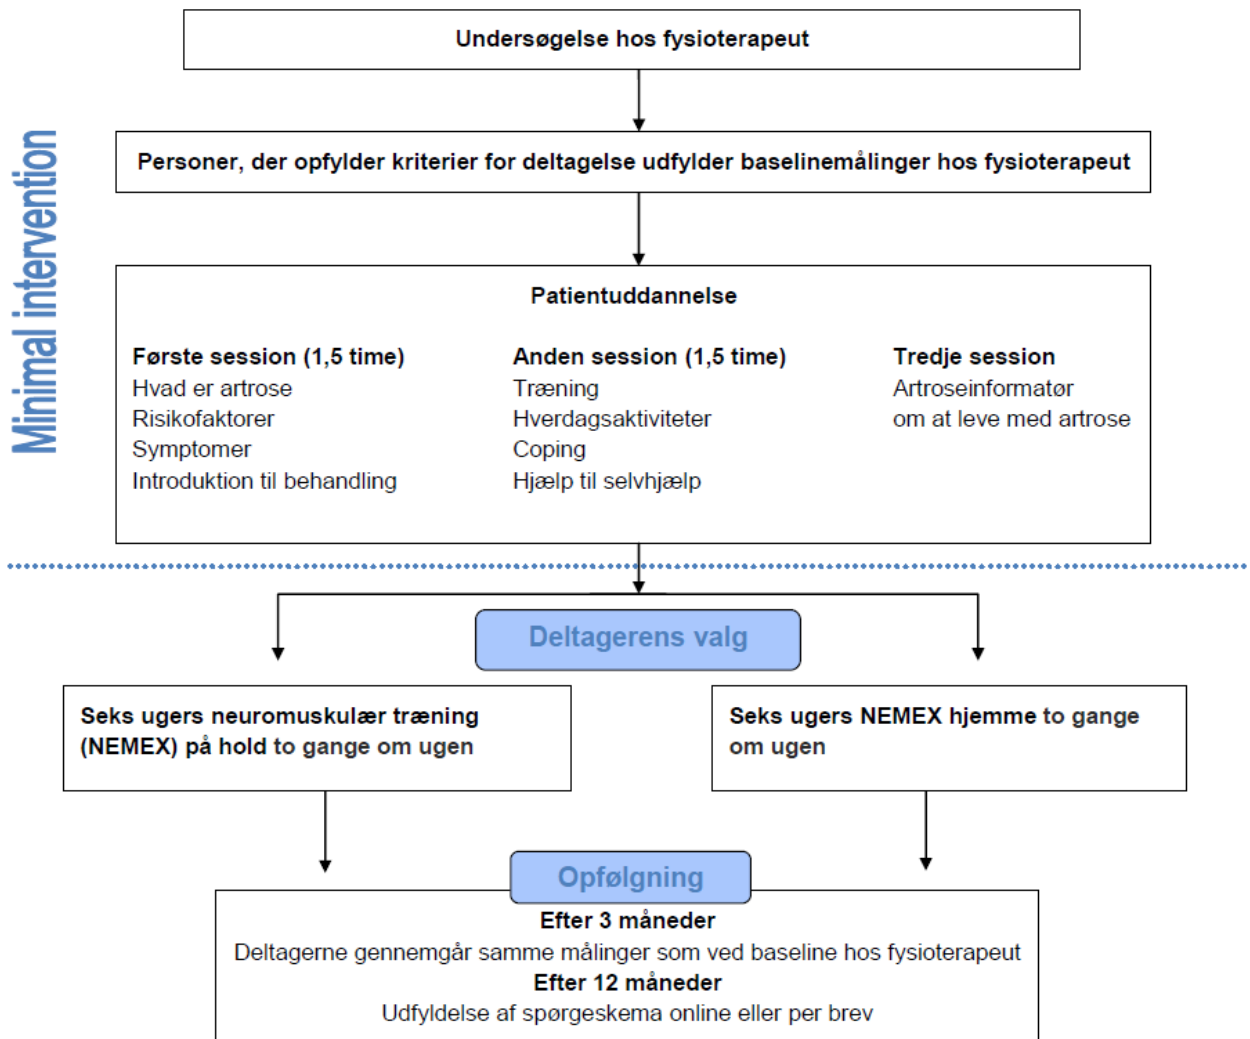 Undersøgelse hos fysioterapeut
Minimal intervention
Personer, der opfylder kriterier for deltagelse udfylder baselinemålinger hos fysioterapeut
Patientuddannelse
Første session (1,5 time)
Hvad er artrose
Risikofaktorer
Symptomer
Introduktion til behandling
Anden session (1,5 time)
Træning
Hverdagsaktiviteter
Coping
Hjælp til selvhjælp
Tredje session
Artroseinformatør
om at leve med artrose
Deltagerens valg
Seks ugers neuromuskulær træning
(NEMEX) på hold to gange om ugen
Seks ugers NEMEX hjemme to gange
om ugen
Opfølgning
Efter 3 måneder
Deltagerne gennemgår samme målinger som ved baseline hos fysioterapeut
Efter 12 måneder
Udfyldelse af spørgeskema online eller per brev